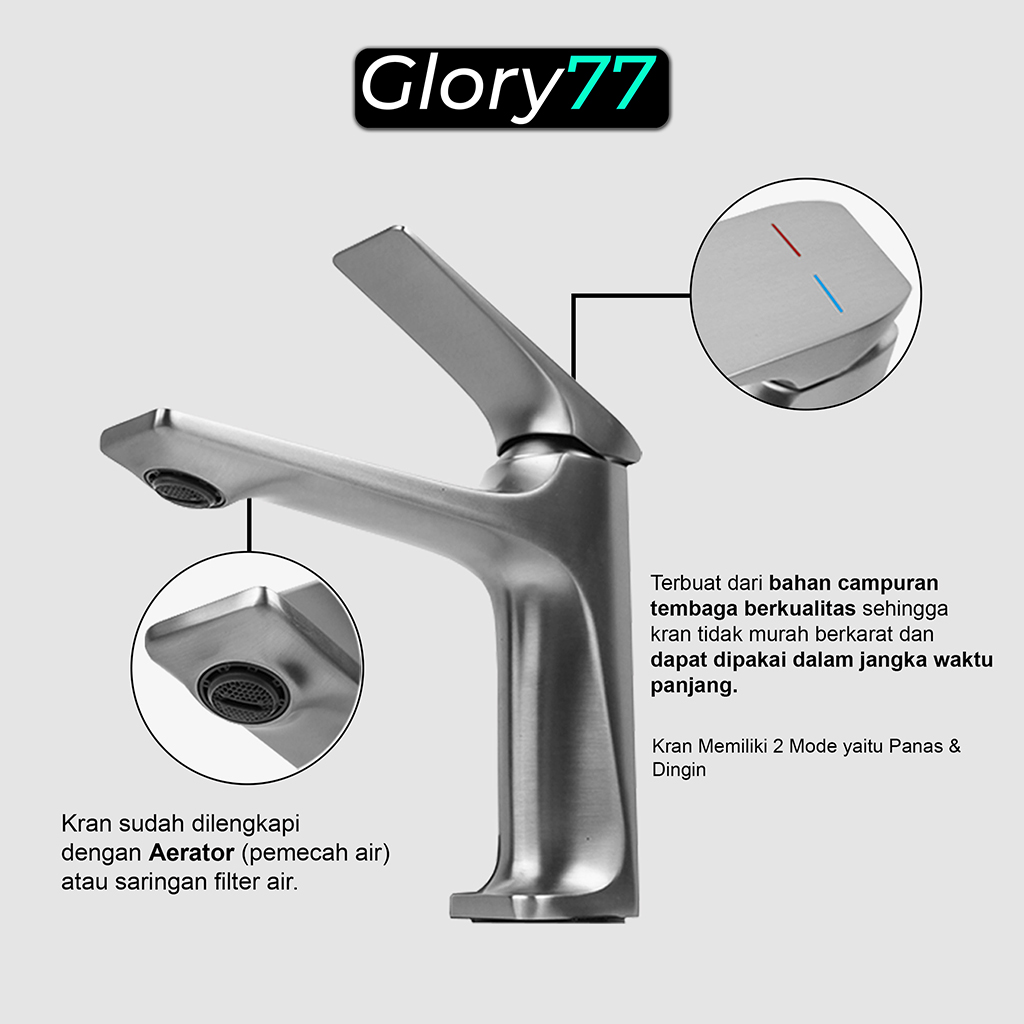 Glory77
Terbuat dari bahan campuran
tembaga berkualitas sehingga
kran tidak murah berkarat dan
dapat dipakai dalam jangka waktu
panjang.
Kran Memiliki 2 Mode yaitu Panas &
Dingin
Kran sudah dilengkapi
dengan Aerator (pemecah air)
atau saringan filter air.